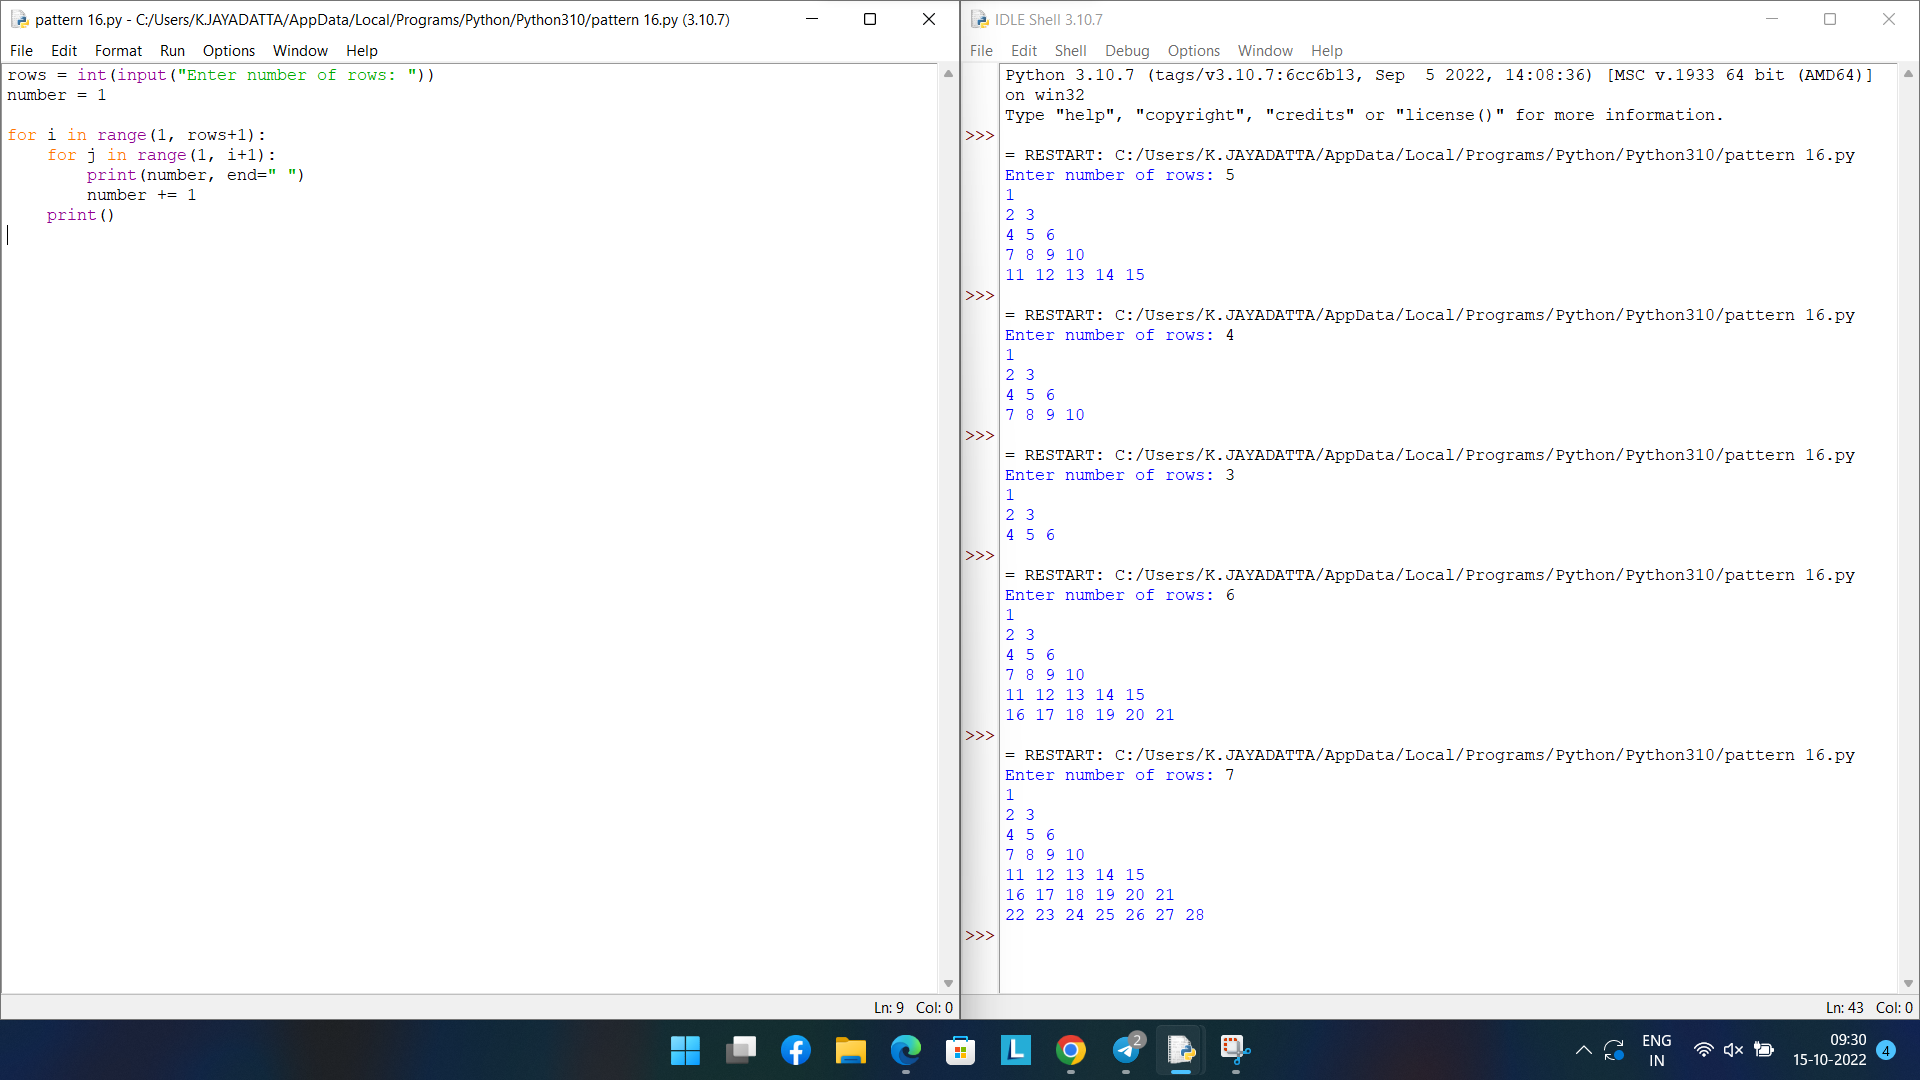 pattern 16.py - C:/Users/K.JAYADATTA/AppData/Local/Programs/Python/Python310/pattern 16.py (3.10.7)
File Edit Format Run Options Window Help
rows = int(input("Enter number of rows: "))
number = 1
for i in range(1, rows+1):
    for j in range(1, i+1):
        print(number, end=" ")
        number += 1
    print()
Ln: 9 Col: 0
IDLE Shell 3.10.7
File Edit Shell Debug Options Window Help
Python 3.10.7 (tags/v3.10.7:6cc6b13, Sep  5 2022, 14:08:36) [MSC v.1933 64 bit (AMD64)]
on win32
Type "help", "copyright", "credits" or "license()" for more information.
>>>
= RESTART: C:/Users/K.JAYADATTA/AppData/Local/Programs/Python/Python310/pattern 16.py
Enter number of rows: 5
1
2 3
4 5 6
7 8 9 10
11 12 13 14 15
>>>
= RESTART: C:/Users/K.JAYADATTA/AppData/Local/Programs/Python/Python310/pattern 16.py
Enter number of rows: 4
1
2 3
4 5 6
7 8 9 10
>>>
= RESTART: C:/Users/K.JAYADATTA/AppData/Local/Programs/Python/Python310/pattern 16.py
Enter number of rows: 3
1
2 3
4 5 6
>>>
= RESTART: C:/Users/K.JAYADATTA/AppData/Local/Programs/Python/Python310/pattern 16.py
Enter number of rows: 6
1
2 3
4 5 6
7 8 9 10
11 12 13 14 15
16 17 18 19 20 21
>>>
= RESTART: C:/Users/K.JAYADATTA/AppData/Local/Programs/Python/Python310/pattern 16.py
Enter number of rows: 7
1
2 3
4 5 6
7 8 9 10
11 12 13 14 15
16 17 18 19 20 21
22 23 24 25 26 27 28
>>>
Ln: 43 Col: 0
L
2
ENG
IN
09:30
15-10-2022
4